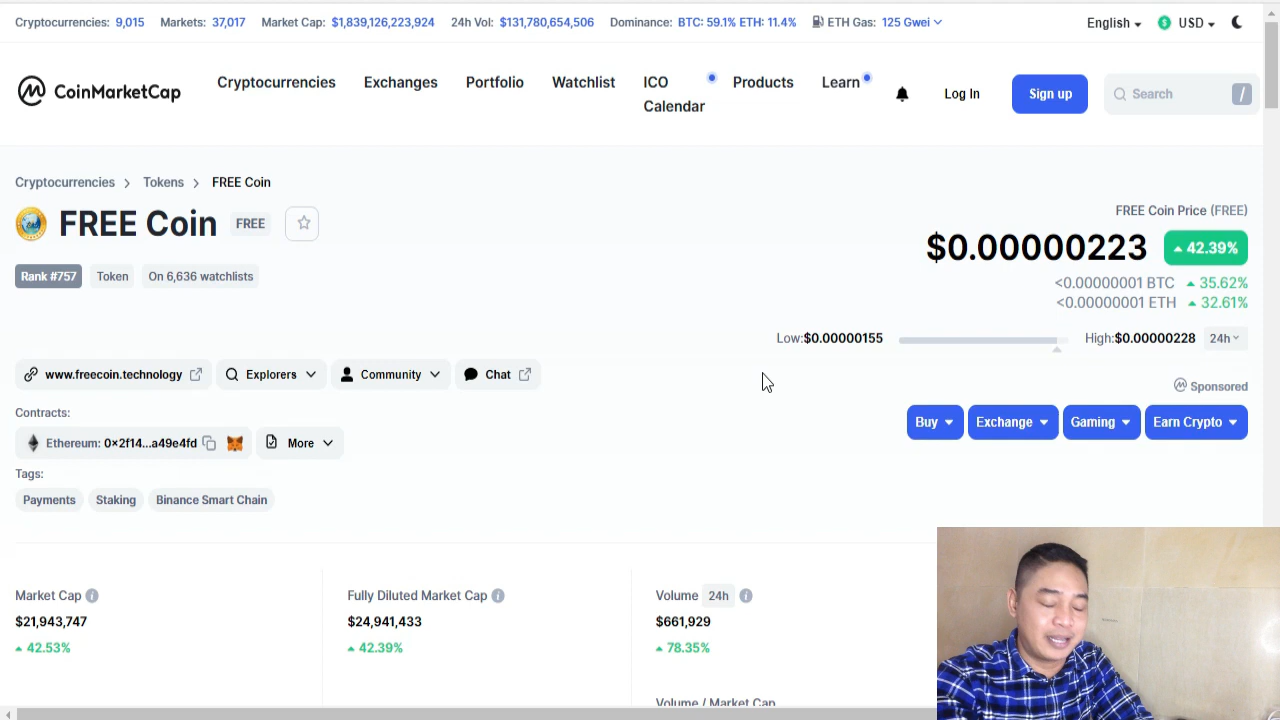 Cryptocurrencies: 9,015 Markets: 37,017 Market Cap: $1,839,126,223,924 24h Vol: $131,780,654,506 Dominance: BTC: 59.1% ETH: 11.4% ETH Gas: 125 Gwei English USD
CoinMarketCap Cryptocurrencies Exchanges Portfolio Watchlist ICO Calendar Products Learn Log In Sign up Search /
Cryptocurrencies > Tokens > FREE Coin
FREE Coin FREE
Rank #757 Token On 6,636 watchlists
FREE Coin Price (FREE)
$0.00000223 42.39%
<0.00000001 BTC 35.62%
<0.00000001 ETH 32.61%
Low:$0.00000155 High:$0.00000228 24h
www.freecoin.technology Explorers Community Chat
Sponsored
Contracts:
Buy Exchange Gaming Earn Crypto
Ethereum: 0x2f14...a49e4fd More
Tags:
Payments Staking Binance Smart Chain
Market Cap Fully Diluted Market Cap Volume 24h
$21,943,747 $24,941,433 $661,929
42.53% 42.39% 78.35%
Volume / Market Cap